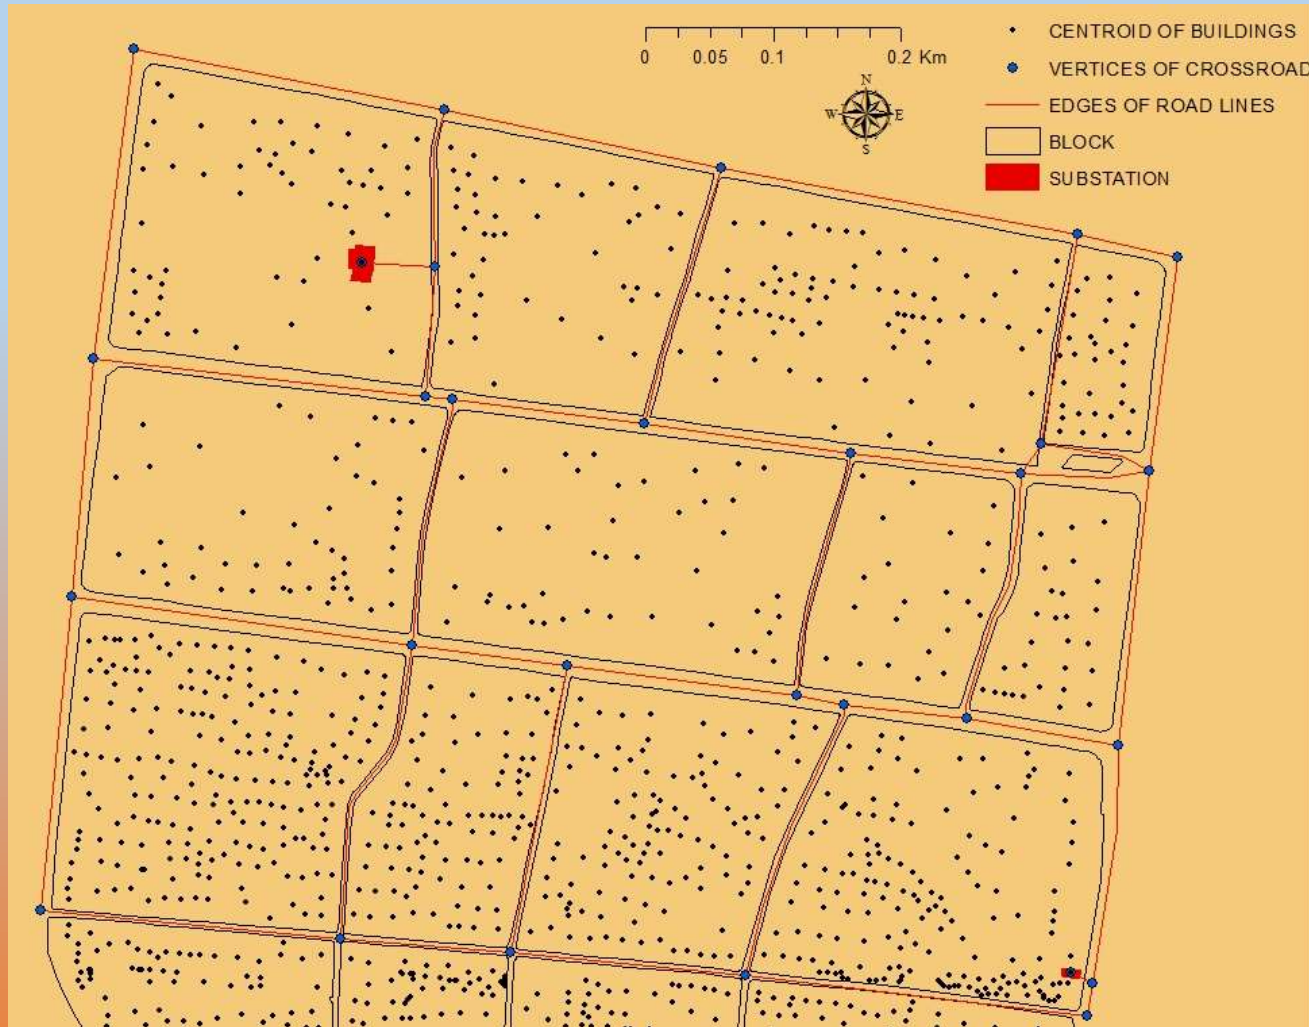 CENTROID OF BUILDINGS
VERTICES OF CROSSROAD
EDGES OF ROAD LINES
BLOCK
SUBSTATION
0 0.05 0.1 0.2 Km
N
W E
S